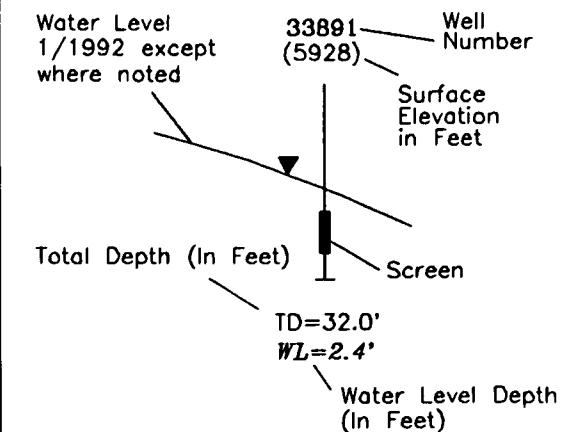 Water Level
1/1992 except
where noted
33891
(5928)
Well
Number
Surface
Elevation
in Feet
Total Depth (In Feet)
Screen
TD=32.0'
WL=2.4'
Water Level Depth
(In Feet)